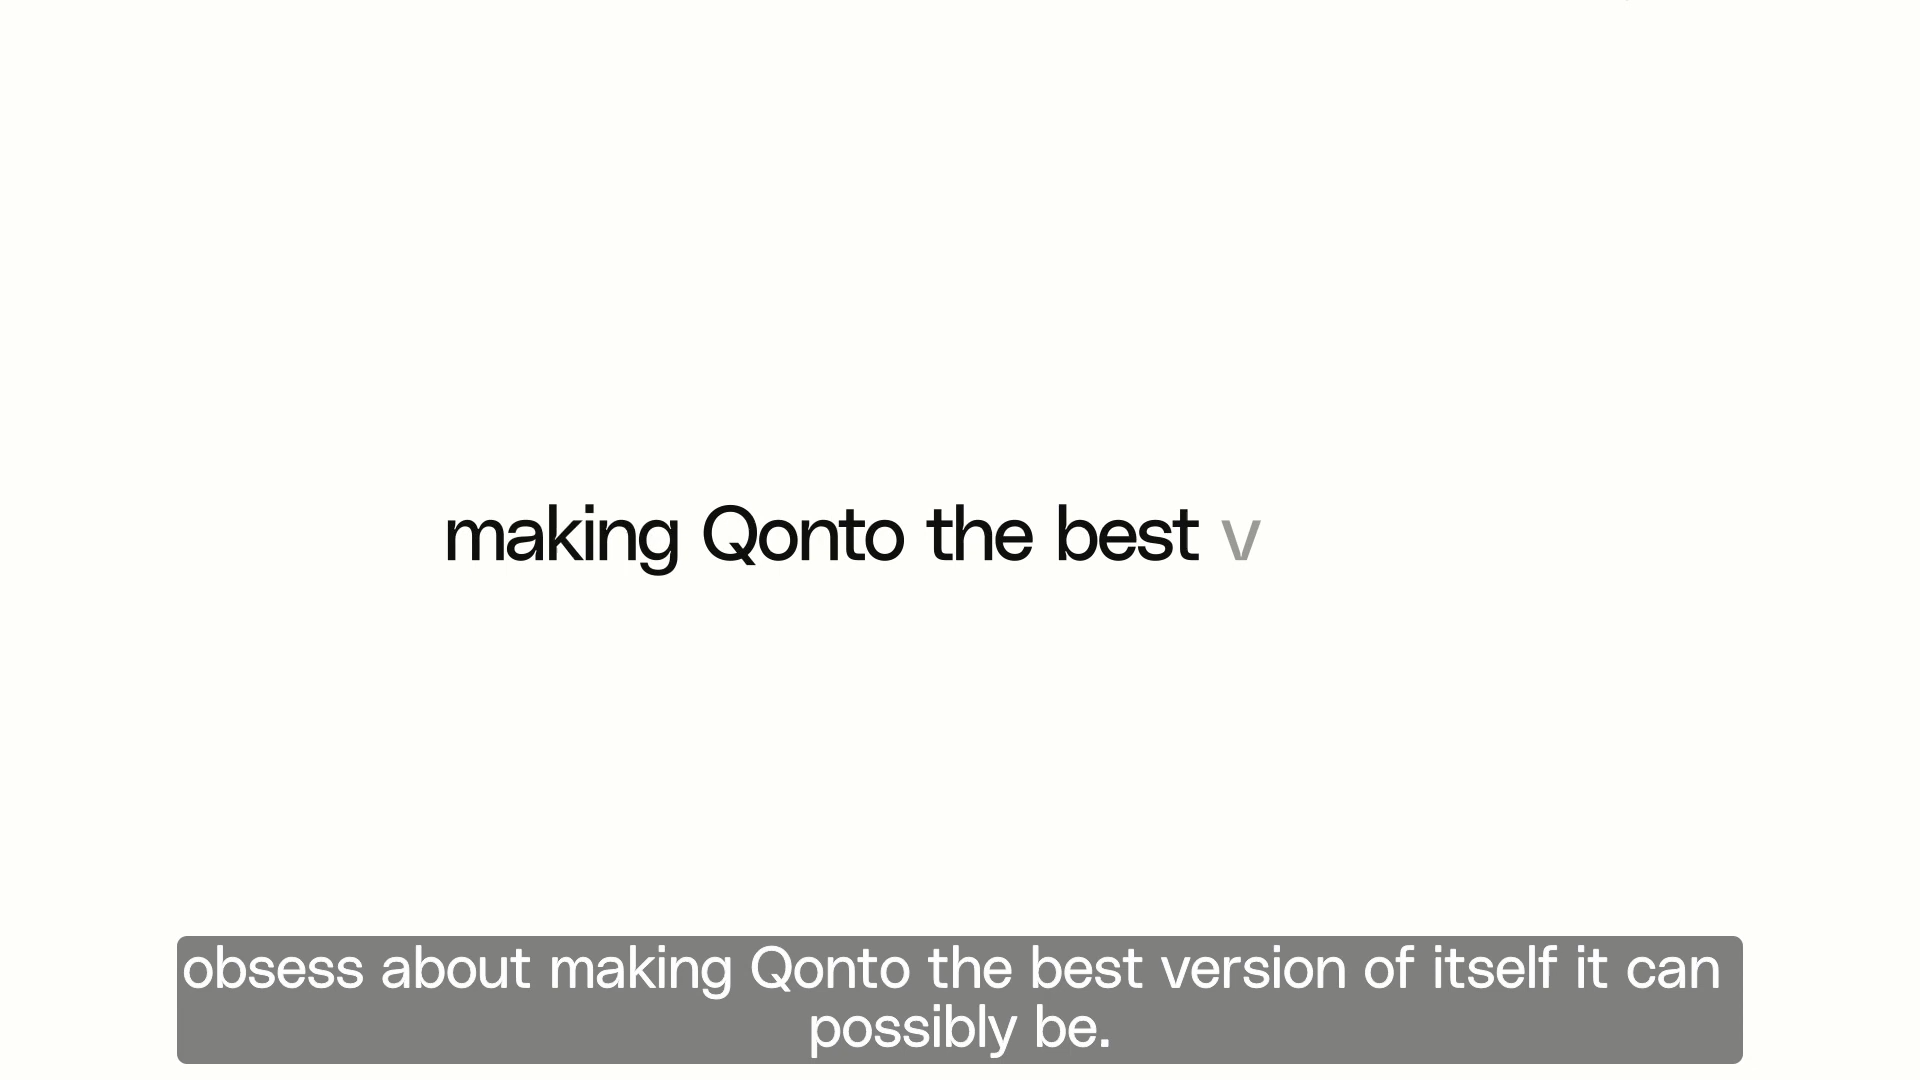 making Qonto the best v
obsess about making Qonto the best version of itself it can
possibly be.